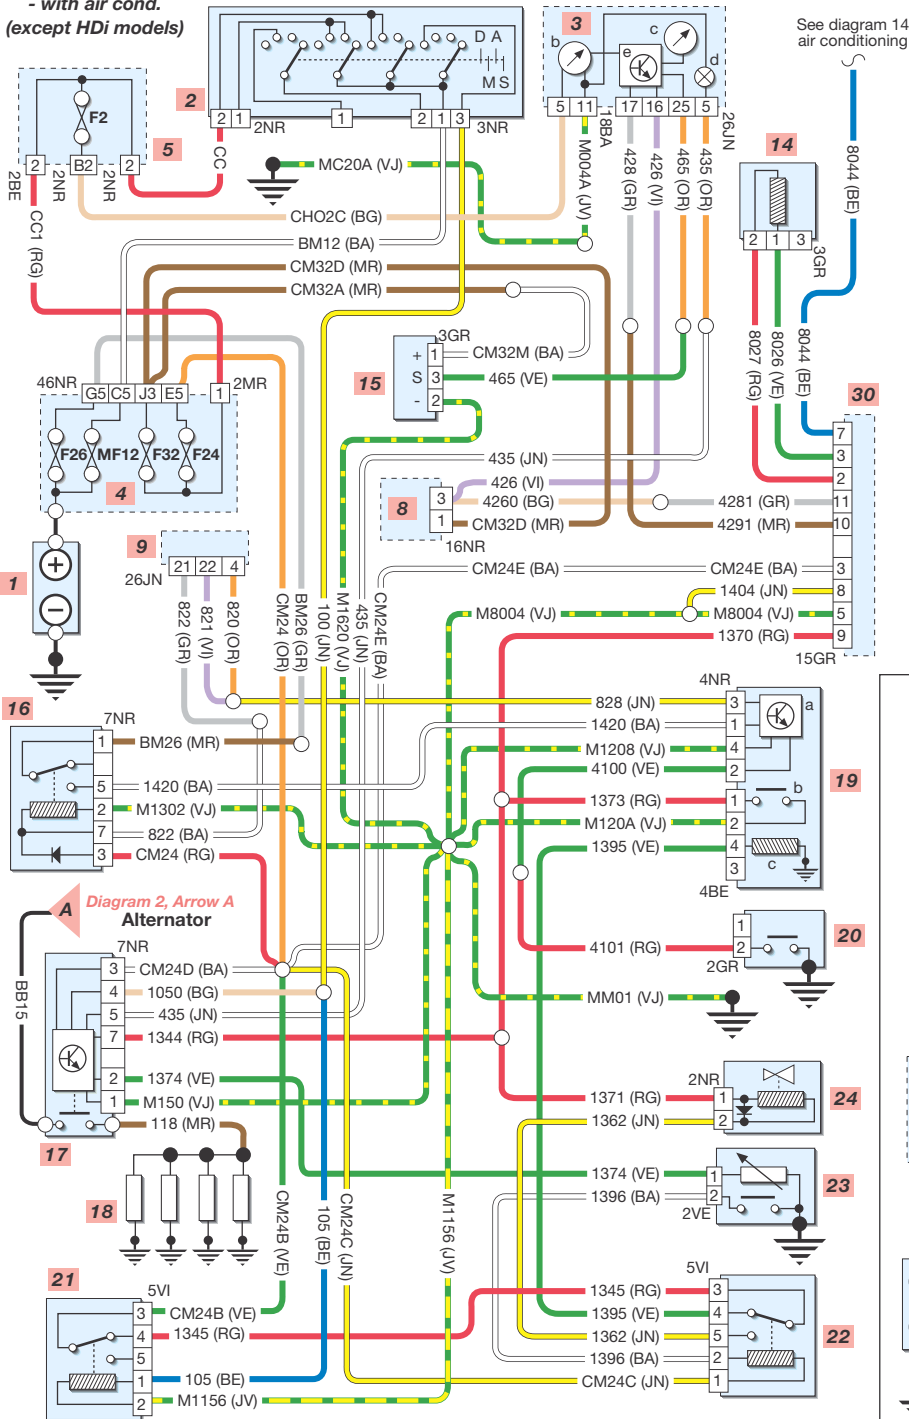 - with air cond.
(except HDi models)
See diagram 14
air conditioning
2
D A
M S
2 1 2NR 1 2 1 3 3NR
3
b c d e
5 11 18BA 17 16 25 5 26JN
F2
5
2 B2 2
2BE 2NR 2NR
CC
MC20A (VJ)
M004A (JV)
428 (GR)
426 (VI)
465 (OR)
435 (OR)
14
2 1 3
3GR
8044 (BE)
CC1 (RG)
CHO2C (BG)
BM12 (BA)
CM32D (MR)
CM32A (MR)
8027 (RG)
8026 (VE)
8044 (BE)
15
3GR
+ 1 CM32M (BA)
S 3 465 (VE)
- 2
46NR G5 C5 J3 E5 1 2MR
F26 MF12 F32 F24
4
30
7
3
2
435 (JN)
426 (VI)
8
3 4260 (BG) 4281 (GR) 11
1 CM32D (MR) 4291 (MR) 10
16NR
1
+
−
9
21 22 4
26JN
822 (GR)
821 (VI)
820 (OR)
CM24 (OR)
BM26 (GR)
100 (JN)
M1620 (VJ)
435 (JN)
CM24E (BA)
CM24E (BA) CM24E (BA) 3
1404 (JN) 8
M8004 (VJ) M8004 (VJ) 5
1370 (RG) 9
15GR
16
7NR
1 BM26 (MR)
5 1420 (BA)
2 M1302 (VJ)
7 822 (BA)
3 CM24 (RG)
4NR
828 (JN) 3 a
1420 (BA) 1
M1208 (VJ) 4
4100 (VE) 2
19
1373 (RG) 1 b
M120A (VJ) 2
1395 (VE) 4
3 c
4BE
A
Diagram 2, Arrow A
Alternator
BB15
7NR
3 CM24D (BA)
4 1050 (BG)
5 435 (JN)
7 1344 (RG)
2 1374 (VE)
1 M150 (VJ)
118 (MR)
17
1
4101 (RG) 2
2GR
20
MM01 (VJ)
2NR
1371 (RG) 1
1362 (JN) 2
24
1374 (VE) 1
1396 (BA) 2
2VE
23
18
CM24B (VE)
105 (BE)
CM24C (JN)
M1156 (JV)
21
5VI
3 CM24B (VE)
4 1345 (RG)
5
1 105 (BE)
2 M1156 (JV)
5VI
1345 (RG) 3
1395 (VE) 4
1362 (JN) 5
1396 (BA) 2
CM24C (JN) 1
22